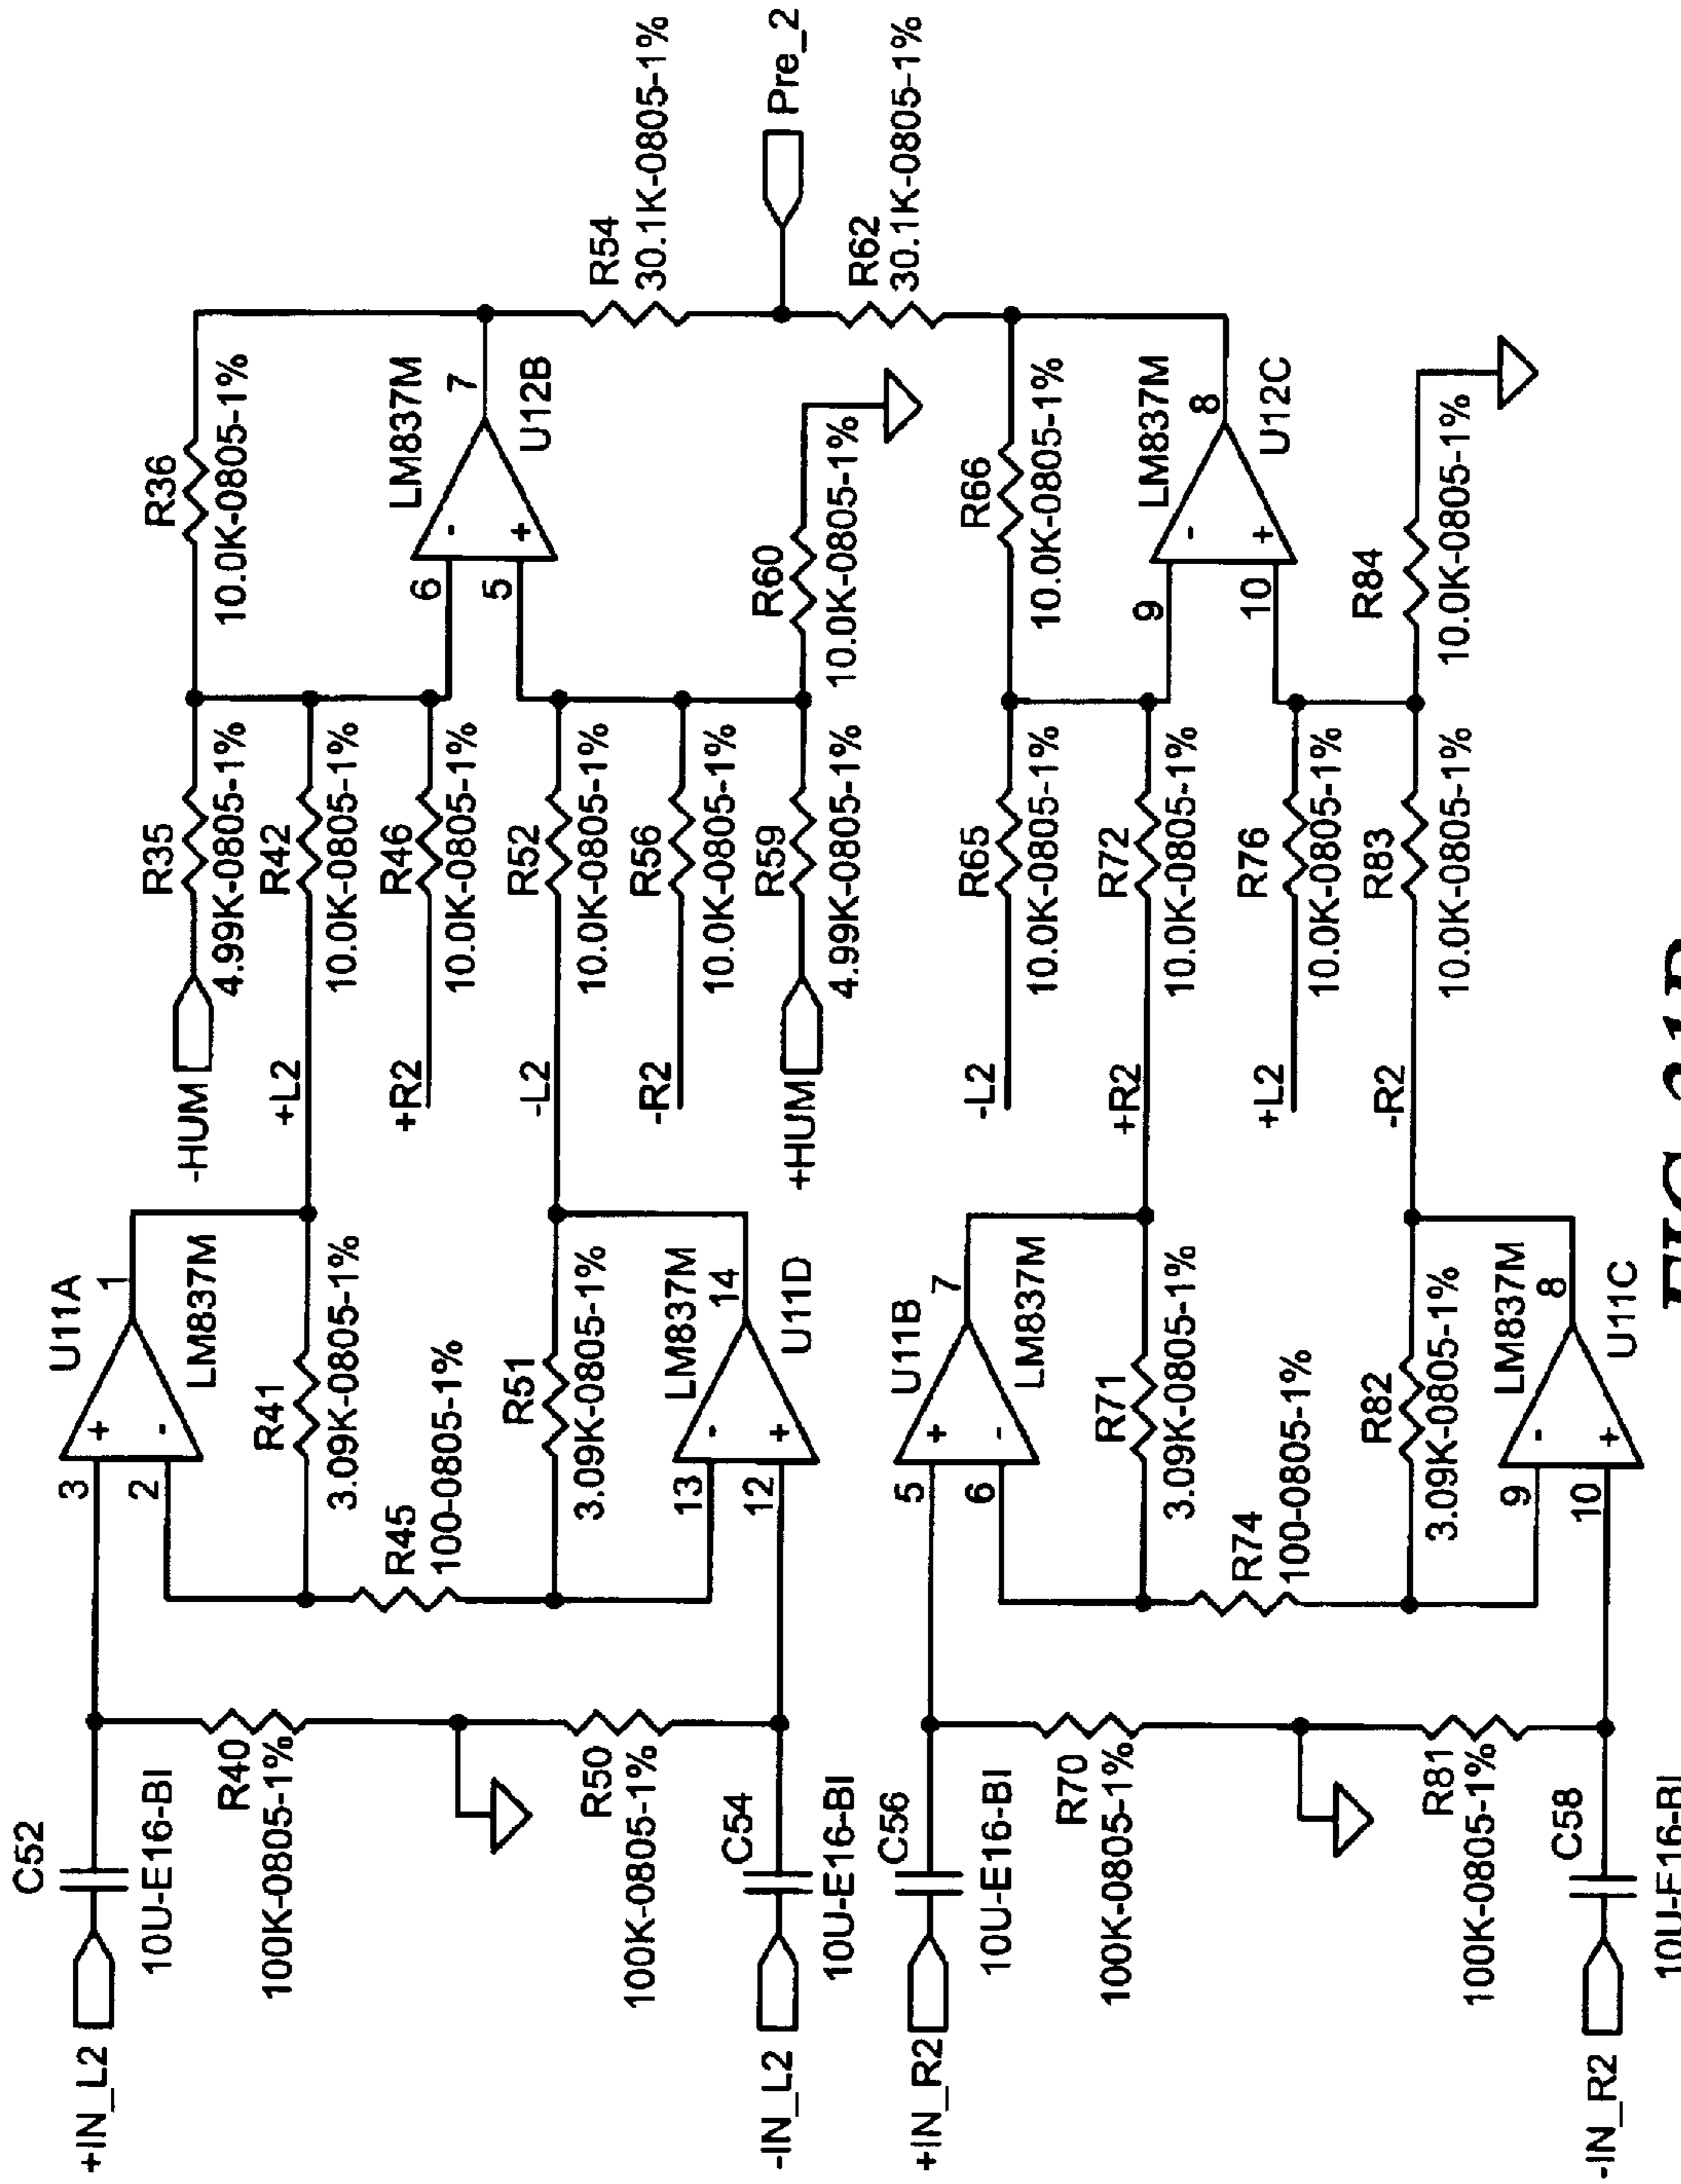 C52
10U-E16-BI
+IN_L2
R40
100K-0805-1%
R50
100K-0805-1%
C54
10U-E16-BI
-IN_L2
3
2
U11A
1
LM837M
R41
3.09K-0805-1%
R45
100-0805-1%
R51
3.09K-0805-1%
13
12
LM837M
14
U11D
C56
10U-E16-BI
+IN_R2
R70
100K-0805-1%
R81
100K-0805-1%
C58
10U-E16-BI
-IN_R2
5
6
U11B
7
LM837M
R71
3.09K-0805-1%
R74
100-0805-1%
R82
3.09K-0805-1%
9
10
LM837M
8
U11C
-HUM
R35
4.99K-0805-1%
+L2
R42
10.0K-0805-1%
+R2
R46
10.0K-0805-1%
-L2
R52
10.0K-0805-1%
-R2
R56
10.0K-0805-1%
+HUM
R59
4.99K-0805-1%
R36
10.0K-0805-1%
6
5
LM837M
7
U12B
R60
10.0K-0805-1%
R54
30.1K-0805-1%
Pre_2
R62
30.1K-0805-1%
-L2
R65
10.0K-0805-1%
+R2
R72
10.0K-0805-1%
+L2
R76
10.0K-0805-1%
-R2
R83
10.0K-0805-1%
R66
10.0K-0805-1%
9
10
LM837M
8
U12C
R84
10.0K-0805-1%